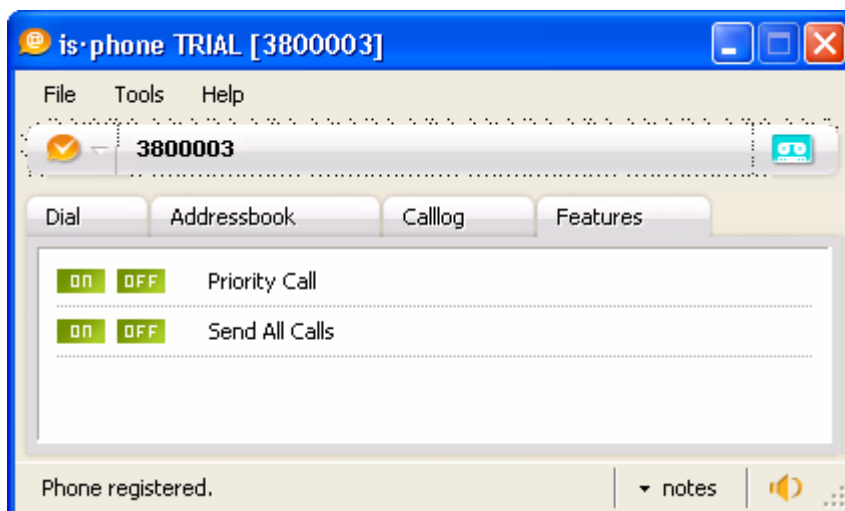 is·phone TRIAL [3800003]
File Tools Help
3800003
Dial Addressbook Calllog Features
ON OFF Priority Call
ON OFF Send All Calls
Phone registered. notes